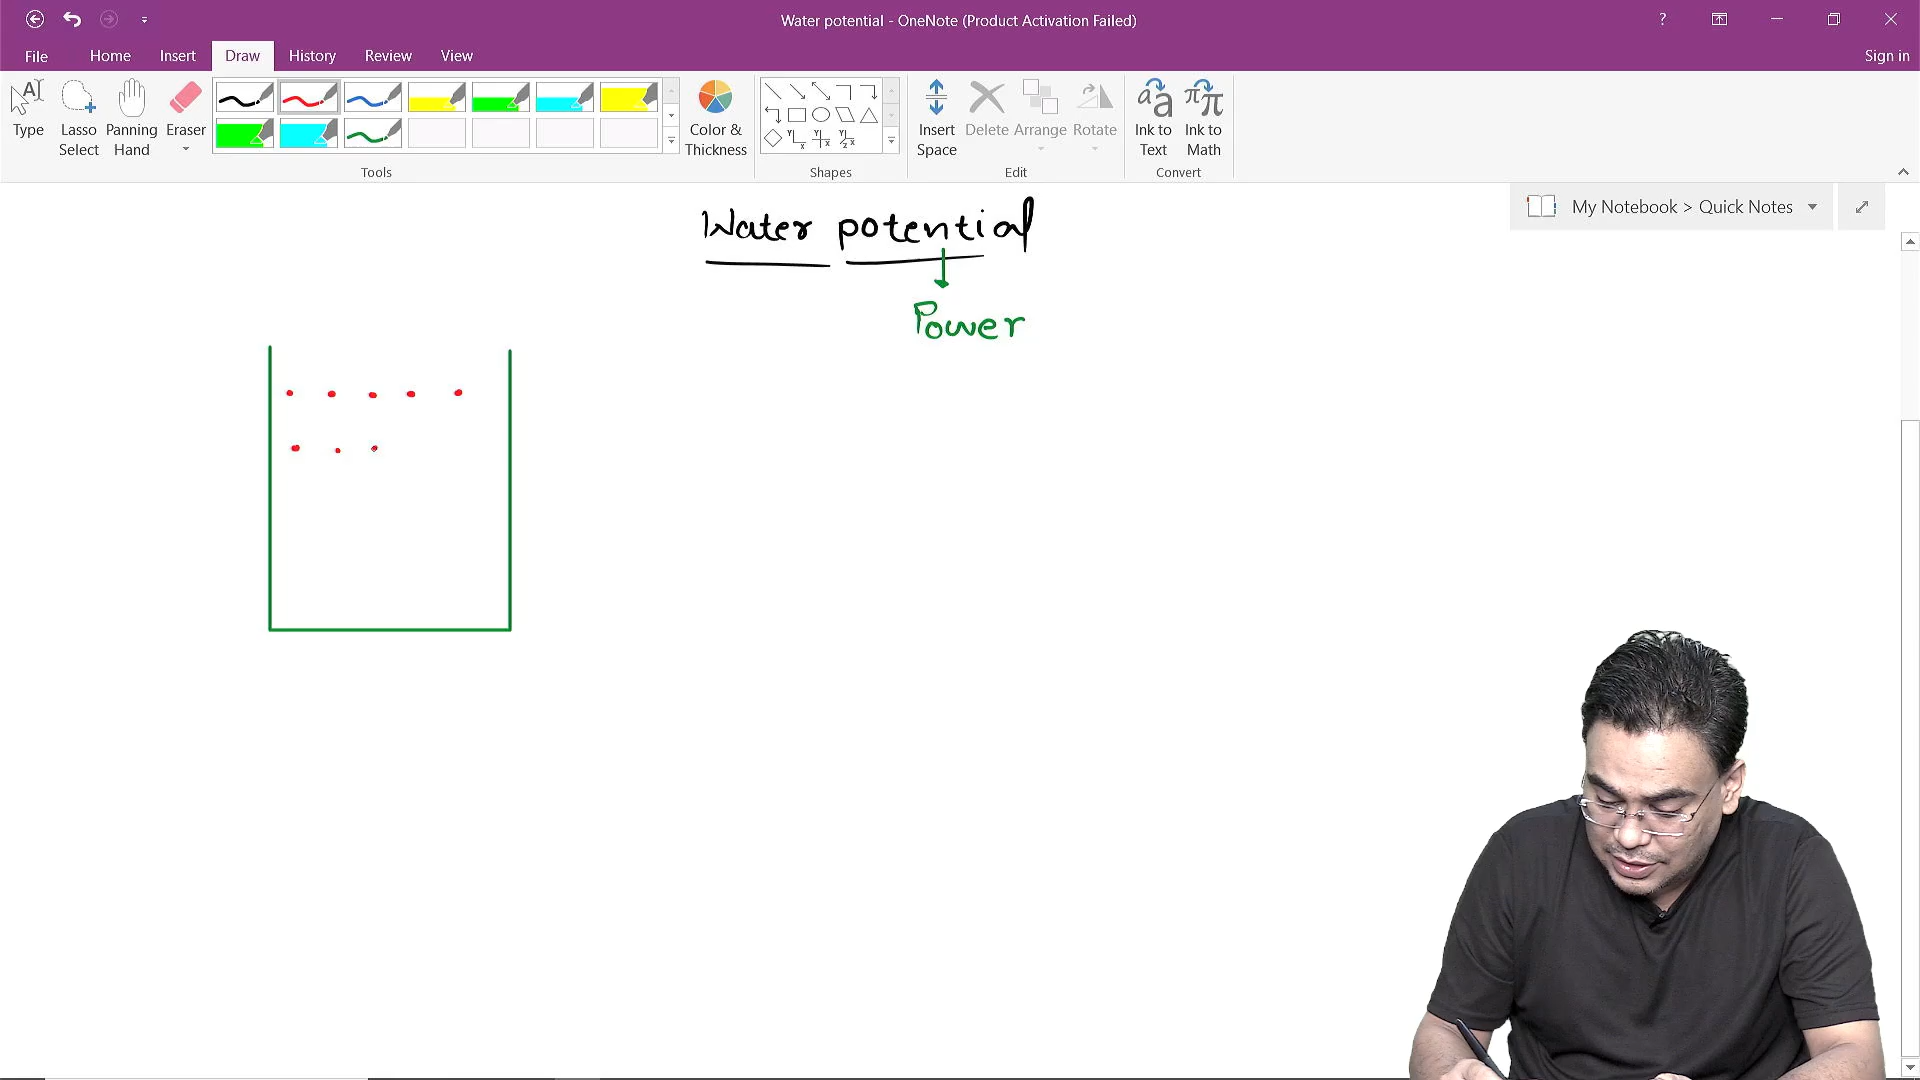 Water potential - OneNote (Product Activation Failed)
?
File Home Insert Draw History Review View Sign in
Type
Lasso Select
Panning Hand
Eraser
Color & Thickness
Insert Space
Delete
Arrange
Rotate
Ink to Text
Ink to Math
Tools Shapes Edit Convert
My Notebook > Quick Notes
Water potential
Power